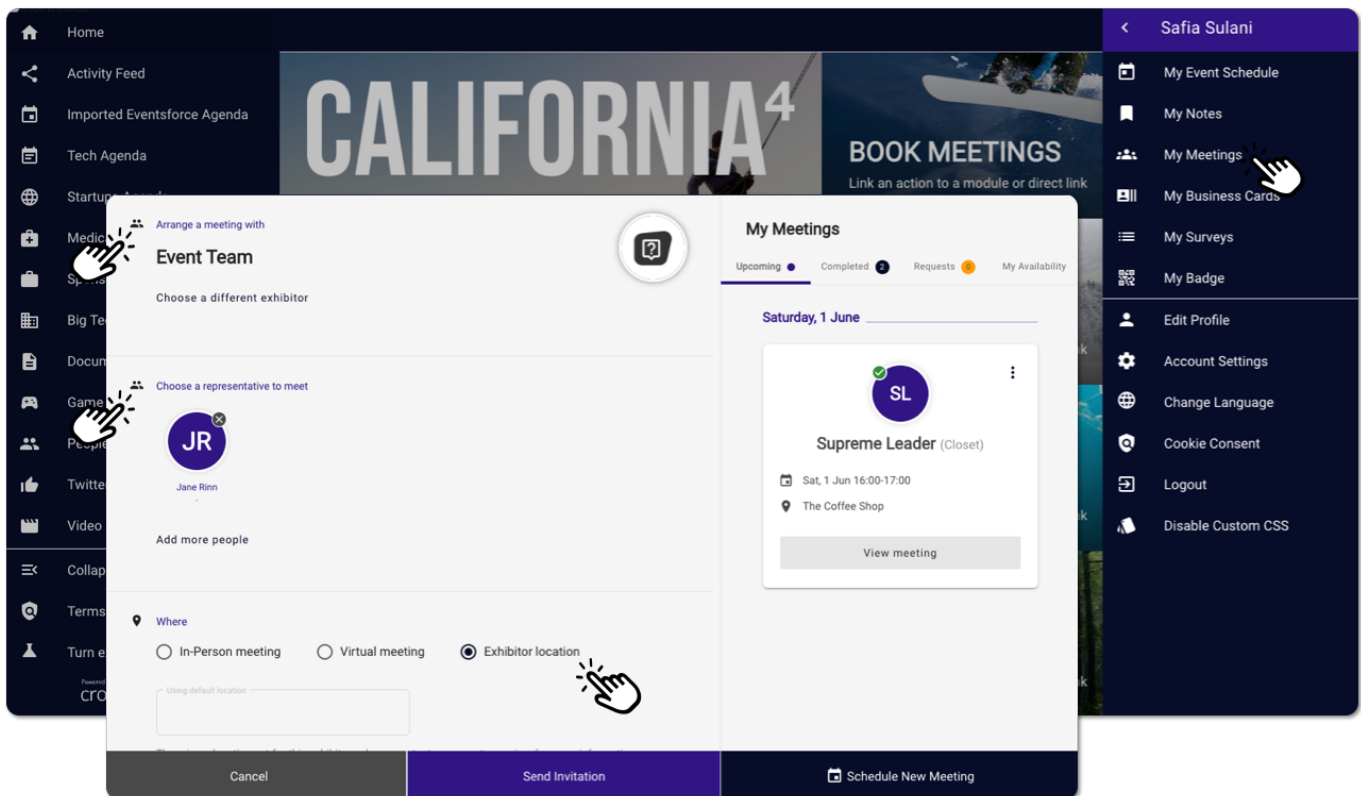 Home
Activity Feed
Imported Eventsforce Agenda
Tech Agenda
Startups Agenda
Medic
Big Te
Docum
Game
People
Twitte
Video
Collap
Terms
Turn e
Powered
cro
CALIFORNIA4
BOOK MEETINGS
Link an action to a module or direct link
Arrange a meeting with
Event Team
Choose a different exhibitor
Choose a representative to meet
JR
Jane Rinn
-
Add more people
Where
In-Person meeting
Virtual meeting
Exhibitor location
Using default location
Cancel
Send Invitation
My Meetings
Upcoming
Completed 2
Requests 0
My Availability
Saturday, 1 June
SL
Supreme Leader (Closet)
Sat, 1 Jun 16:00-17:00
The Coffee Shop
View meeting
Schedule New Meeting
Safia Sulani
My Event Schedule
My Notes
My Meetings
My Business Cards
My Surveys
My Badge
Edit Profile
Account Settings
Change Language
Cookie Consent
Logout
Disable Custom CSS